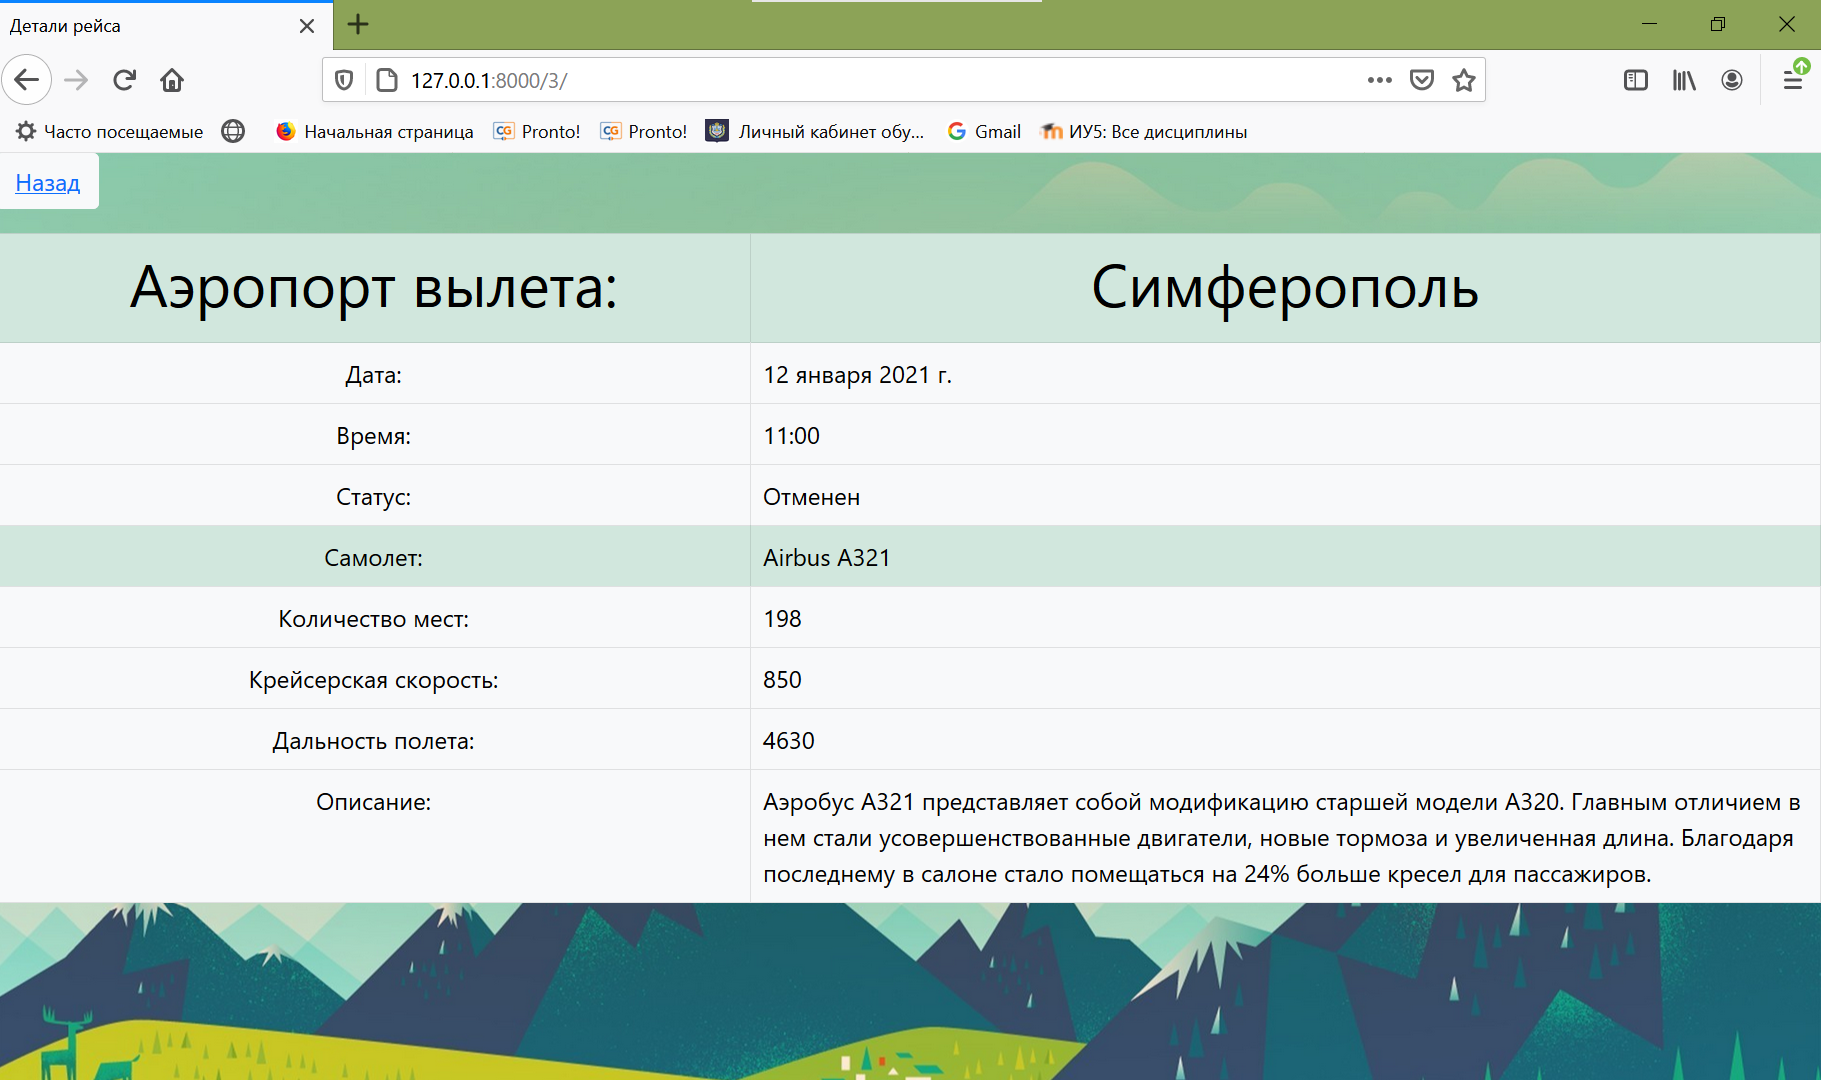 Детали рейса
127.0.0.1:8000/3/
Часто посещаемые
Начальная страница
CG Pronto!
CG Pronto!
Личный кабинет обу...
Gmail
ИУ5: Все дисциплины
Назад
Аэропорт вылета: Симферополь
Дата: 12 января 2021 г.
Время: 11:00
Статус: Отменен
Самолет: Airbus A321
Количество мест: 198
Крейсерская скорость: 850
Дальность полета: 4630
Описание: Аэробус А321 представляет собой модификацию старшей модели А320. Главным отличием в
нем стали усовершенствованные двигатели, новые тормоза и увеличенная длина. Благодаря
последнему в салоне стало помещаться на 24% больше кресел для пассажиров.